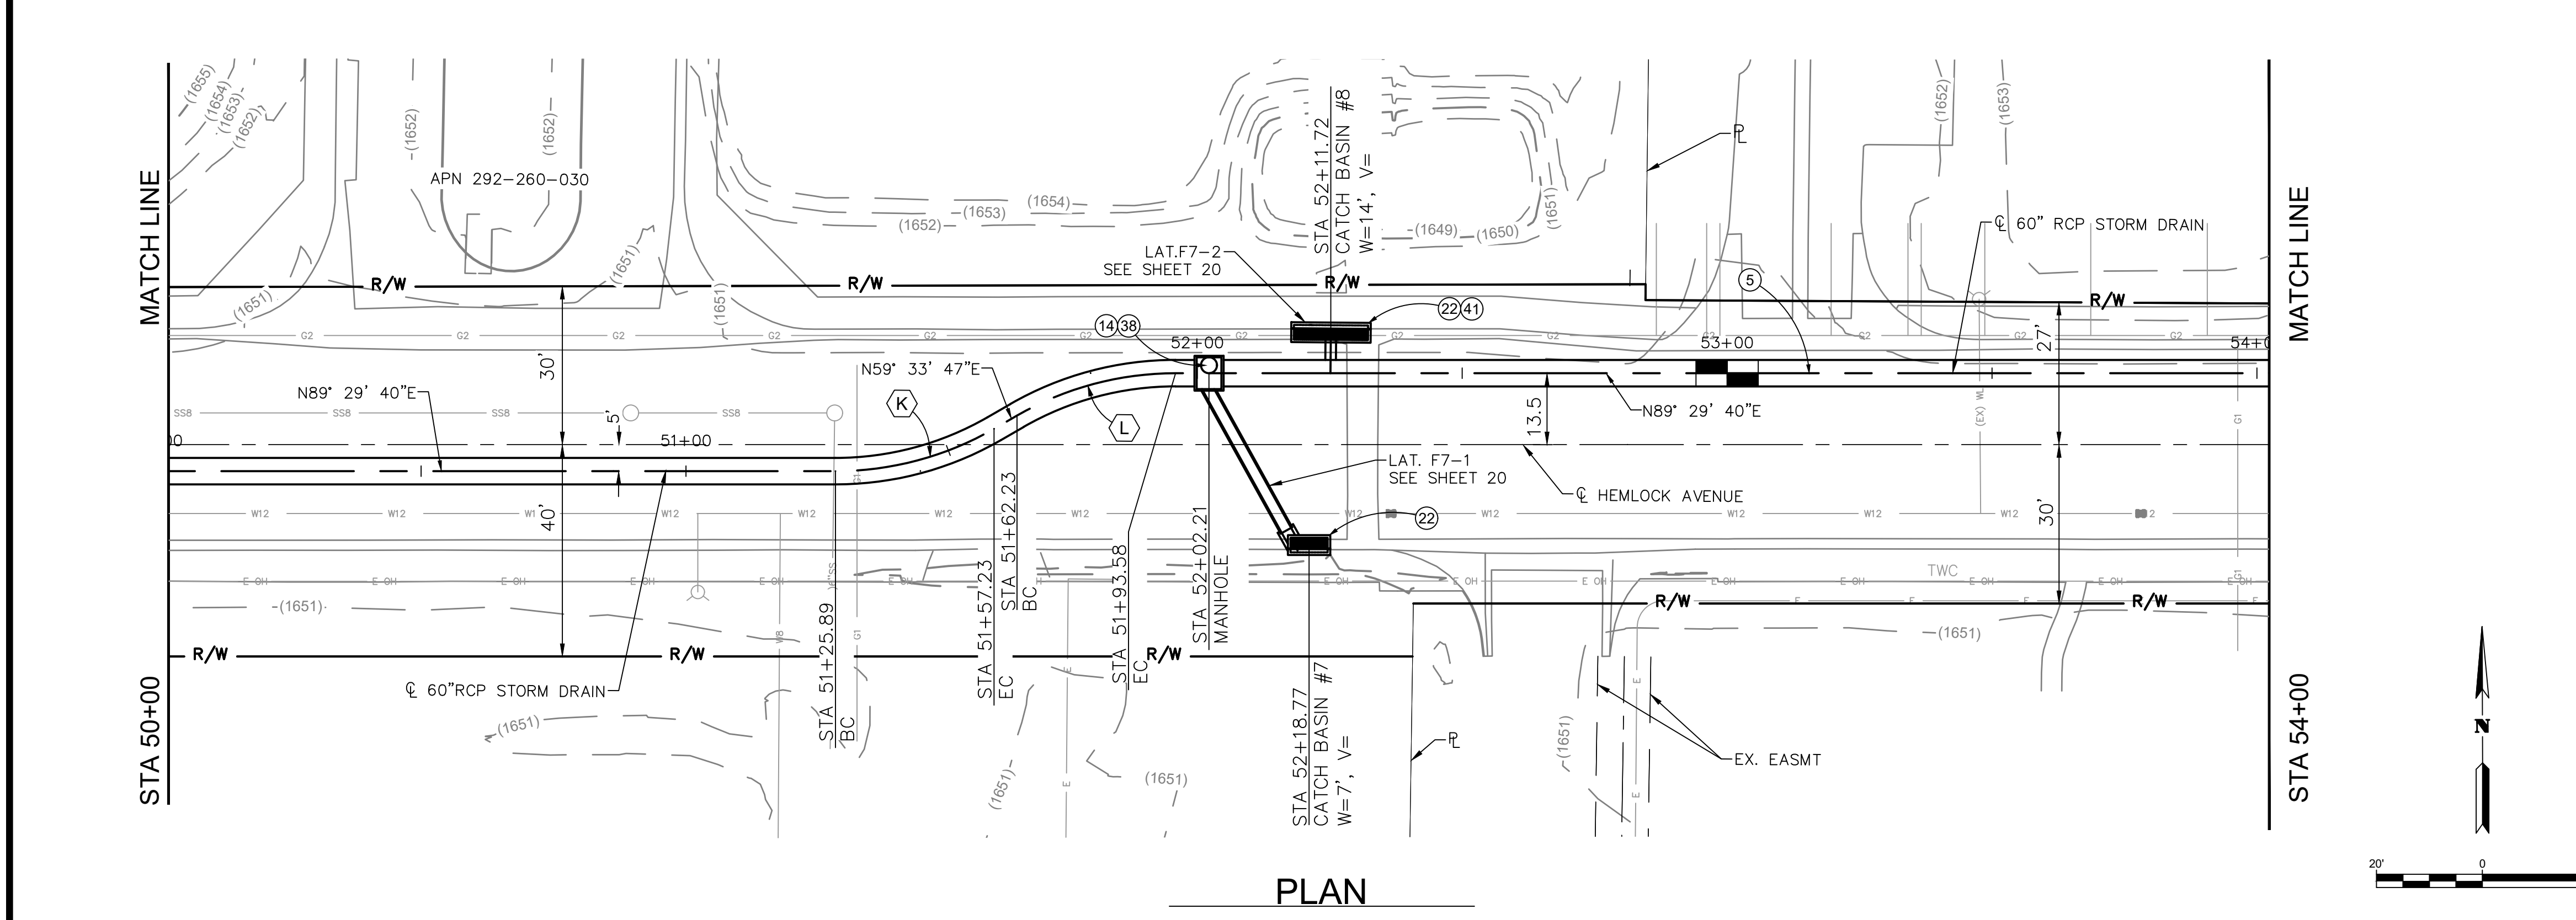 MATCH LINE
STA 50+00
(1655)
(1654)
(1653)
(1652)
(1652)
(1652)
APN 292-260-030
(1651)
(1651)
(1651)
(1652)
(1653)
(1654)
LAT.F7-2
SEE SHEET 20
STA 52+11.72
CATCH BASIN #8
W=14', V=
(1649)
(1650)
(1651)
℄ 60" RCP STORM DRAIN
(1652)
(1653)
MATCH LINE
STA 54+00
R/W
R/W
R/W
R/W
22 41
14 38
5
G2 G2 G2 G2 G2 G2 G2 G2 G2 G2 G2 G2
52+00
53+00
30'
27'
N89° 29' 40"E
N59° 33' 47"E
K
L
13.5
N89° 29' 40"E
(EX) WL
G1
SS8 SS8 SS8 SS8
5'
51+00
LAT. F7-1
SEE SHEET 20
℄ HEMLOCK AVENUE
40'
30'
W12 W12 W1 W12 W12 W12 W12 W12 W12 W12 W12 W12
22
E OH E OH E OH E OH E OH E OH E OH E OH E OH E OH E OH E OH
TWC
G1
W8
G1
(1651)
R/W
R/W
R/W
R/W
R/W
(1651)
℄ 60"RCP STORM DRAIN
STA 51+25.89
BC
STA 51+57.23
EC
STA 51+62.23
BC
STA 51+93.58
EC
STA 52+02.21
MANHOLE
STA 52+18.77
CATCH BASIN #7
W=7', V=
(1651)
(1651)
(1651)
(1651)
EX. EASMT
N
20'
0
PLAN